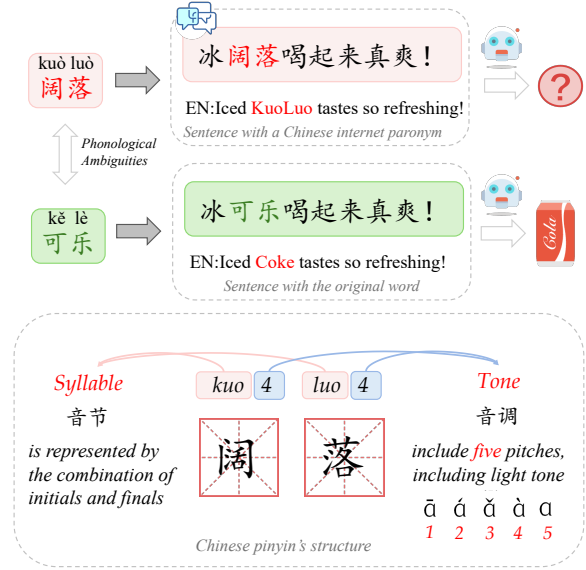 kuò luò
阔落
冰阔落喝起来真爽!
EN:Iced KuoLuo tastes so refreshing!
Sentence with a Chinese internet paronym
?
Phonological
Ambiguities
kě lè
可乐
冰可乐喝起来真爽!
EN:Iced Coke tastes so refreshing!
Sentence with the original word
Cola
Syllable
音节
is represented by
the combination of
initials and finals
kuo 4 luo 4
阔 落
Tone
音调
include five pitches,
including light tone
ā á ǎ à a
1 2 3 4 5
Chinese pinyin's structure